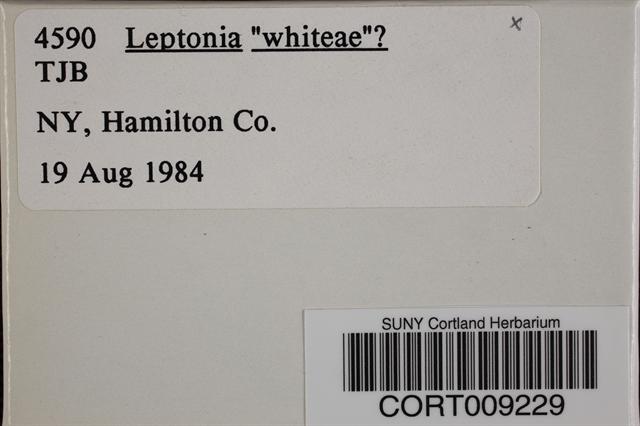 4590 Leptonia "whiteae"?
x
TJB
NY, Hamilton Co.
19 Aug 1984
SUNY Cortland Herbarium
CORT009229